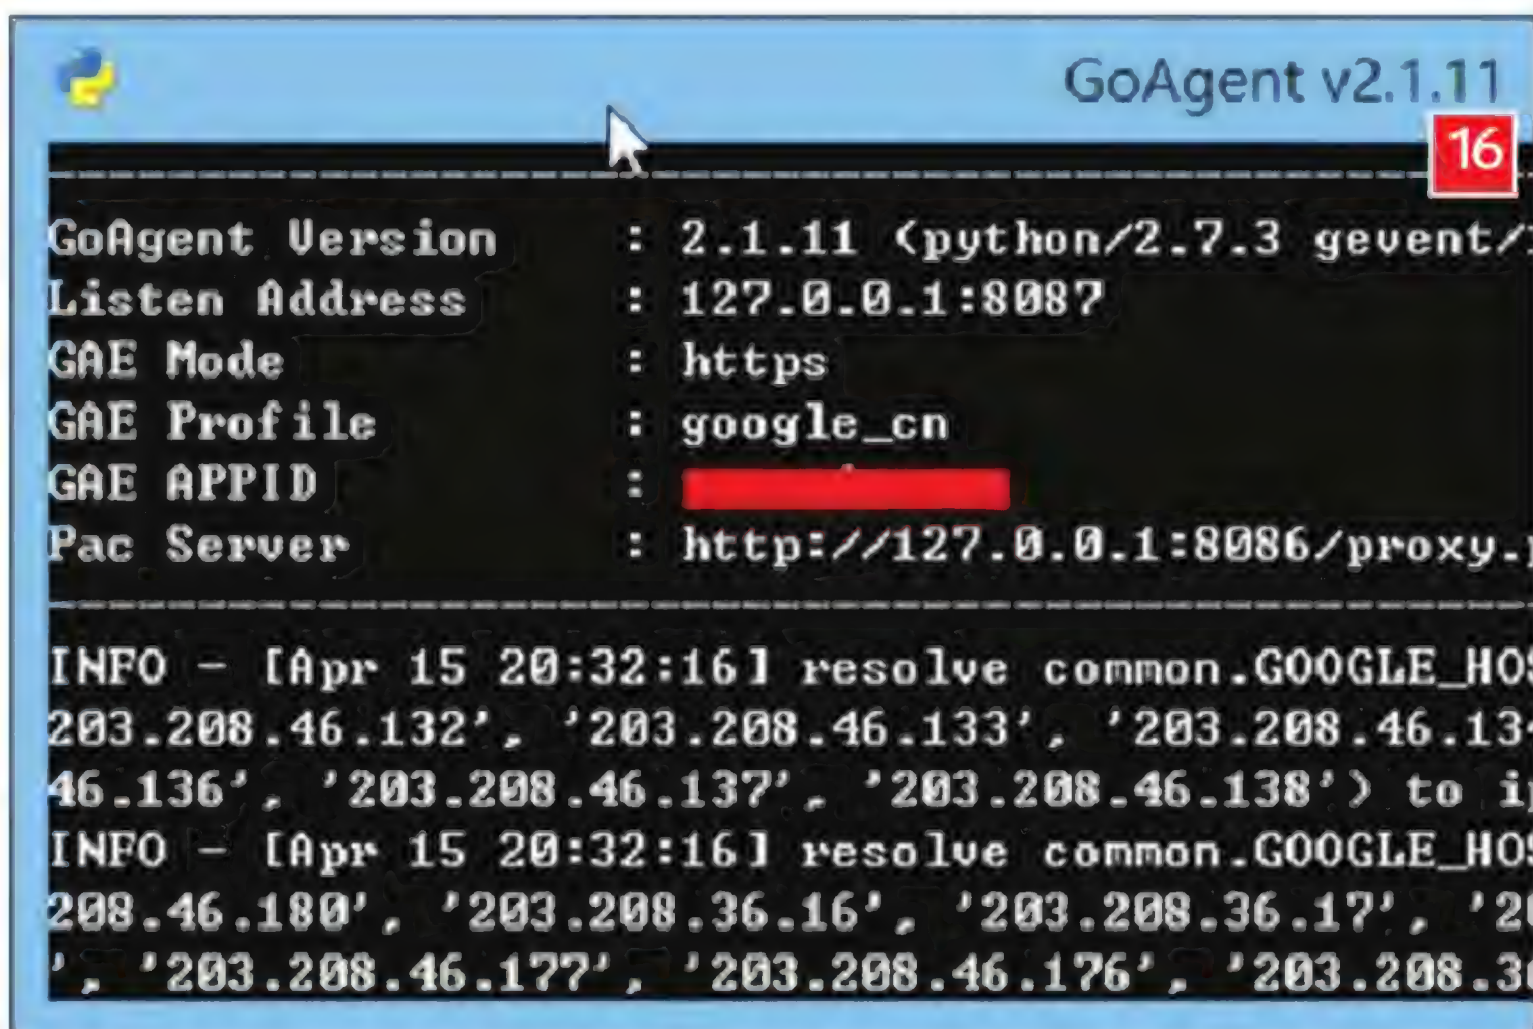 GoAgent v2.1.11
16
GoAgent Version : 2.1.11 (python/2.7.3 gevent/
Listen Address : 127.0.0.1:8087
GAE Mode : https
GAE Profile : google_cn
GAE APPID :
Pac Server : http://127.0.0.1:8086/proxy.
INFO - [Apr 15 20:32:16] resolve common.GOOGLE_HOS
203.208.46.132', '203.208.46.133', '203.208.46.13
46.136', '203.208.46.137', '203.208.46.138') to i
INFO - [Apr 15 20:32:16] resolve common.GOOGLE_HOS
208.46.180', '203.208.36.16', '203.208.36.17', '20
', '203.208.46.177', '203.208.46.176', '203.208.36